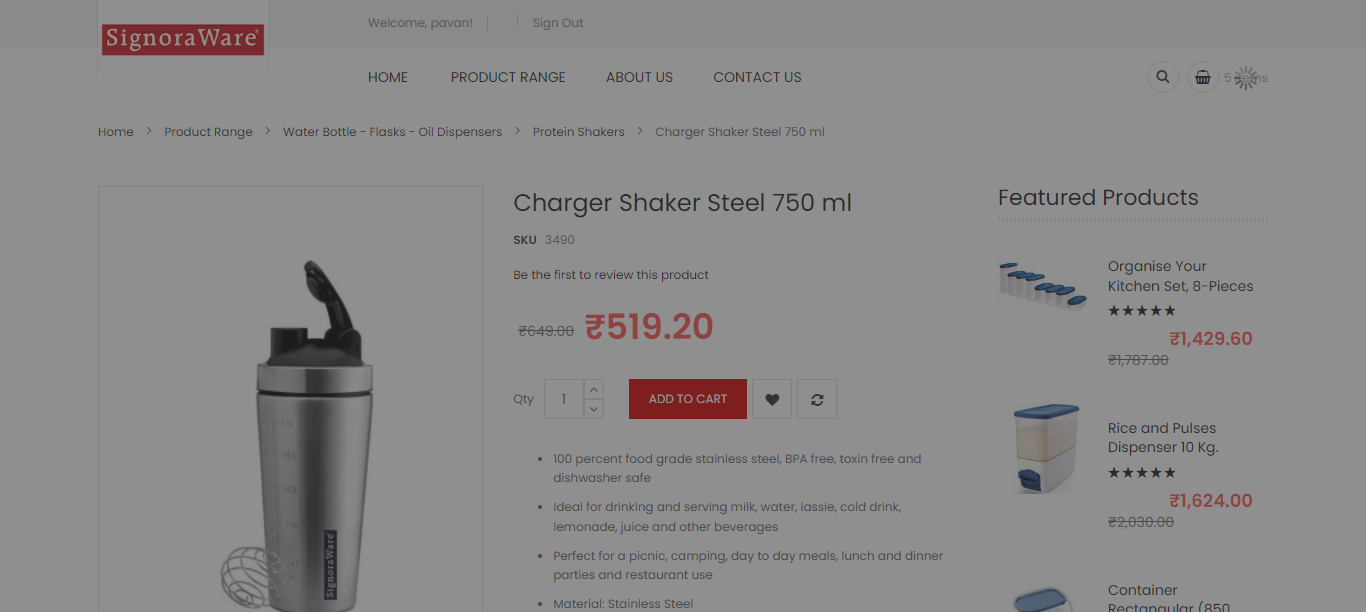 SignoraWare®
Welcome, pavan!
Sign Out
HOME
PRODUCT RANGE
ABOUT US
CONTACT US
5 items
Home > Product Range > Water Bottle - Flasks - Oil Dispensers > Protein Shakers > Charger Shaker Steel 750 ml
Charger Shaker Steel 750 ml
SKU 3490
Be the first to review this product
₹649.00 ₹519.20
Qty 1 ADD TO CART
• 100 percent food grade stainless steel, BPA free, toxin free and
dishwasher safe
• Ideal for drinking and serving milk, water, lassie, cold drink,
lemonade, juice and other beverages
• Perfect for a picnic, camping, day to day meals, lunch and dinner
parties and restaurant use
• Material: Stainless Steel
SignoraWare
Featured Products
Organise Your
Kitchen Set, 8-Pieces
★★★★★
₹1,429.60
₹1,787.00
Rice and Pulses
Dispenser 10 Kg.
★★★★★
₹1,624.00
₹2,030.00
Container
Rectangular (850